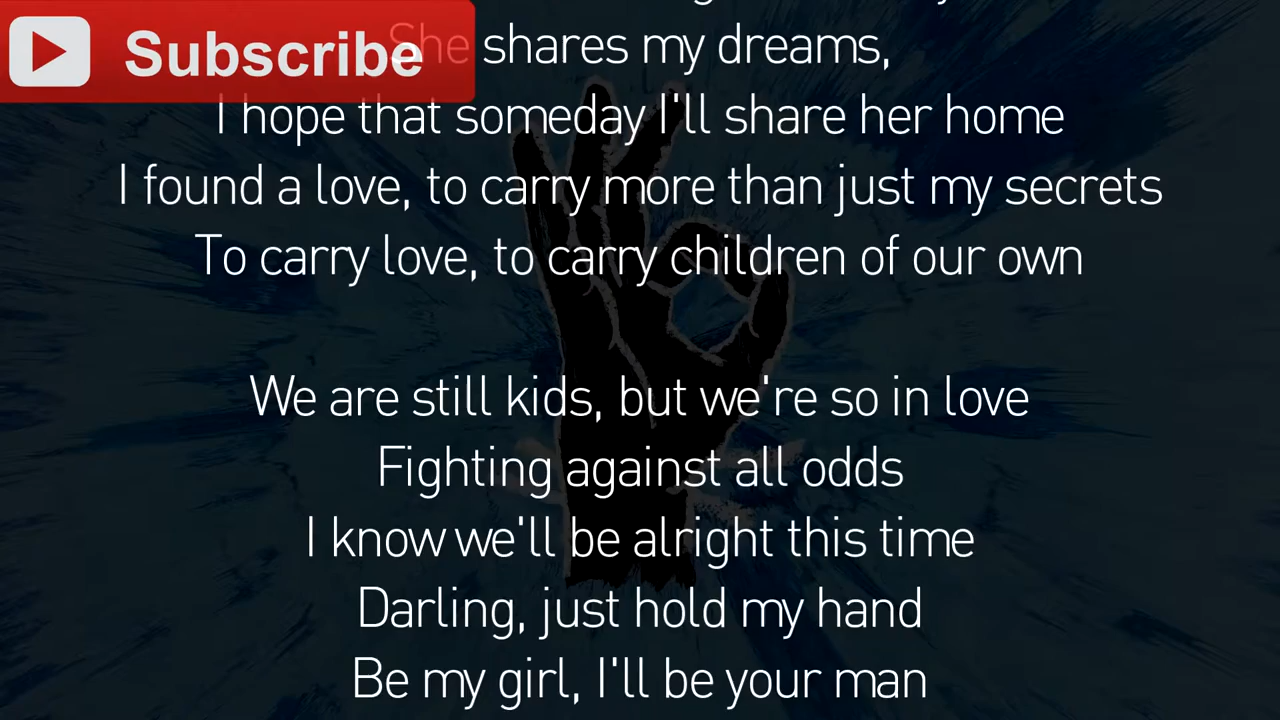 Subscribe
She shares my dreams,
I hope that someday I'll share her home
I found a love, to carry more than just my secrets
To carry love, to carry children of our own
We are still kids, but we're so in love
Fighting against all odds
I know we'll be alright this time
Darling, just hold my hand
Be my girl, I'll be your man